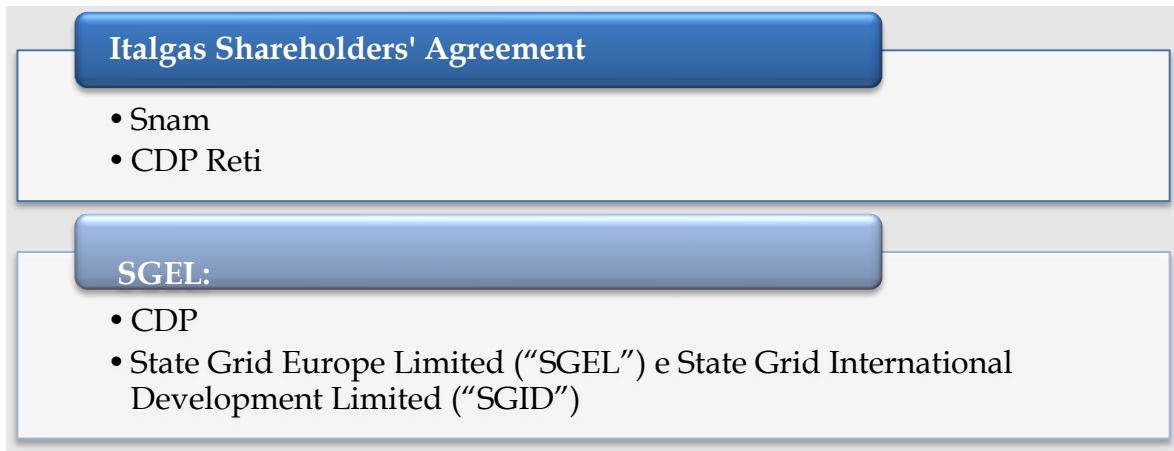 Italgas Shareholders' Agreement
• Snam
• CDP Reti
SGEL:
• CDP
• State Grid Europe Limited (“SGEL”) e State Grid International
Development Limited (“SGID”)